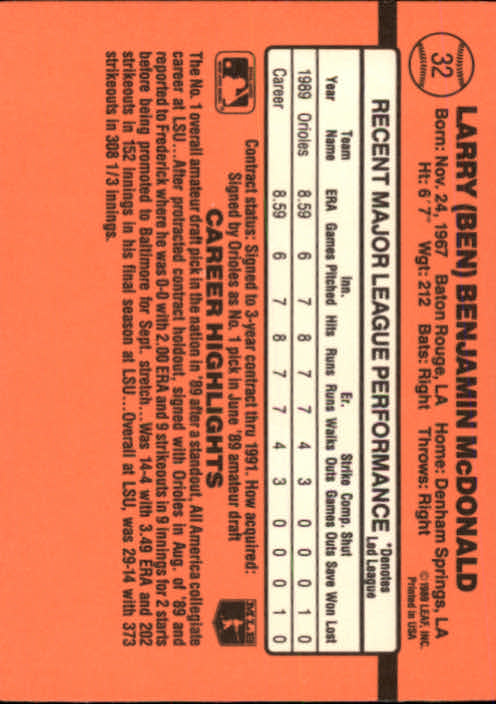 32
LARRY (BEN) BENJAMIN McDONALD
Born: Nov. 24, 1967 Baton Rouge, LA Home: Denham Springs, LA
Ht: 6' 7" Wgt: 212 Bats: Right Throws: Right
© 1989 LEAF, INC.
Printed in USA
RECENT MAJOR LEAGUE PERFORMANCE *Denotes Led League
Team Inn. Er. Strike Comp. Shut
Year Name ERA Games Pitched Hits Runs Runs Walks Outs Games Outs Save Won Lost
1989 Orioles 8.59 6 7 8 7 7 4 3 0 0 0 1 0
Career 8.59 6 7 8 7 7 4 3 0 0 0 1 0
Contract status: Signed to 3-year contract thru 1991. How acquired:
Signed by Orioles as No. 1 pick in June '89 amateur draft
CAREER HIGHLIGHTS
The No. 1 overall amateur draft pick in the nation in '89 after a standout, All America collegiate
career at LSU...After protracted contract holdout, signed with Orioles in Aug. of '89 and
reported to Frederick where he was 0-0 with 2.00 ERA and 9 strikeouts in 9 innings for 2 starts
before being promoted to Baltimore for Sept. stretch...Was 14-4 with 3.49 ERA and 202
strikeouts in 152 innings in his final season at LSU...Overall at LSU, was 29-14 with 373
strikeouts in 308 1/3 innings.